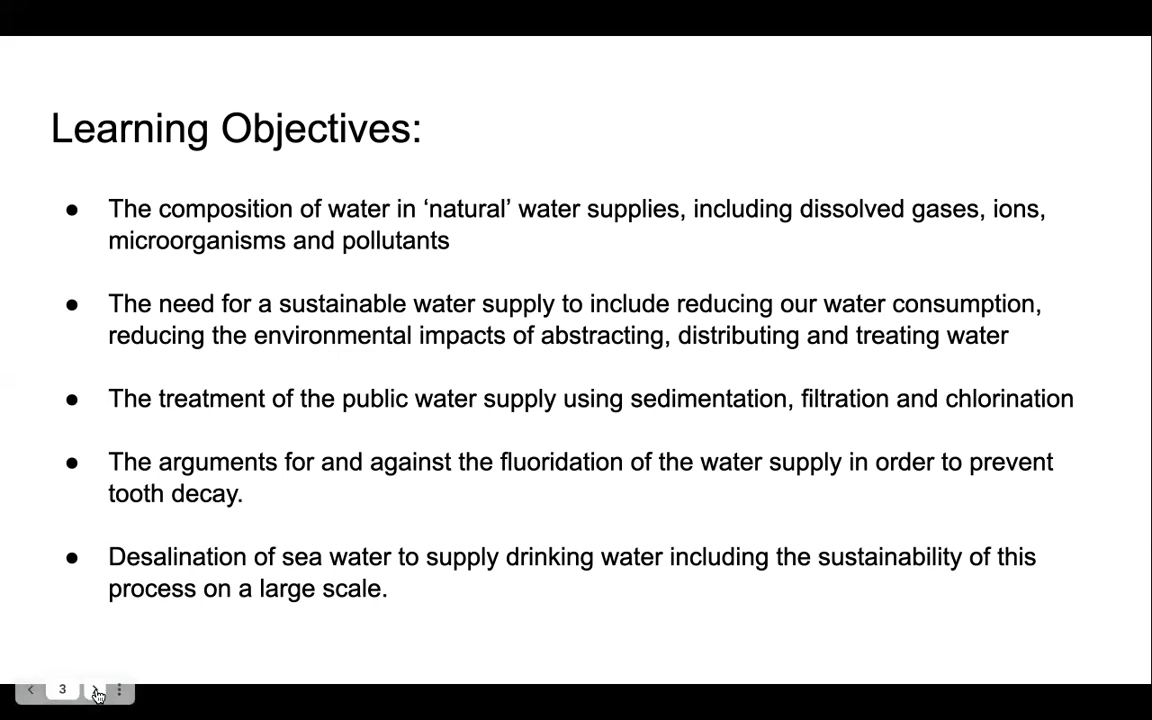 Learning Objectives:
● The composition of water in ‘natural’ water supplies, including dissolved gases, ions,
microorganisms and pollutants
● The need for a sustainable water supply to include reducing our water consumption,
reducing the environmental impacts of abstracting, distributing and treating water
● The treatment of the public water supply using sedimentation, filtration and chlorination
● The arguments for and against the fluoridation of the water supply in order to prevent
tooth decay.
● Desalination of sea water to supply drinking water including the sustainability of this
process on a large scale.
3